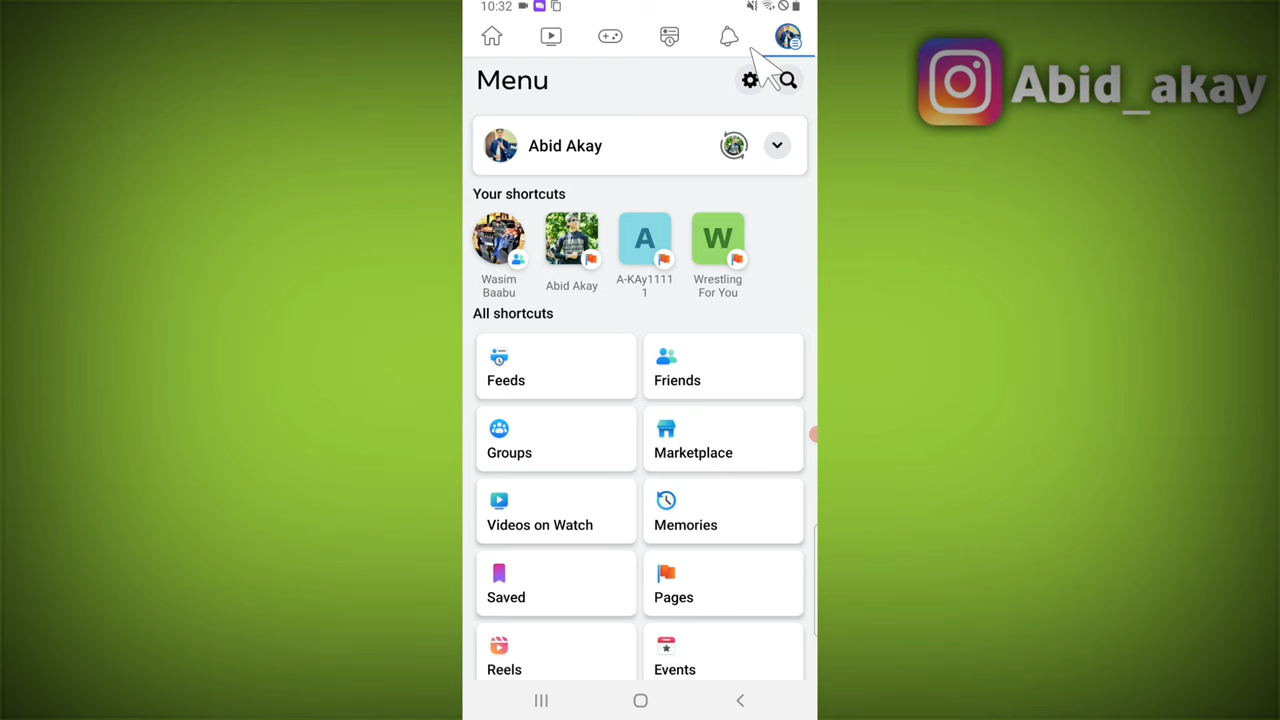 10:32
Abid_akay
Menu
Abid Akay
Your shortcuts
Wasim
Baabu
Abid Akay
A
A-KAy1111
1
W
Wrestling
For You
All shortcuts
Feeds
Friends
Groups
Marketplace
Videos on Watch
Memories
Saved
Pages
Reels
Events